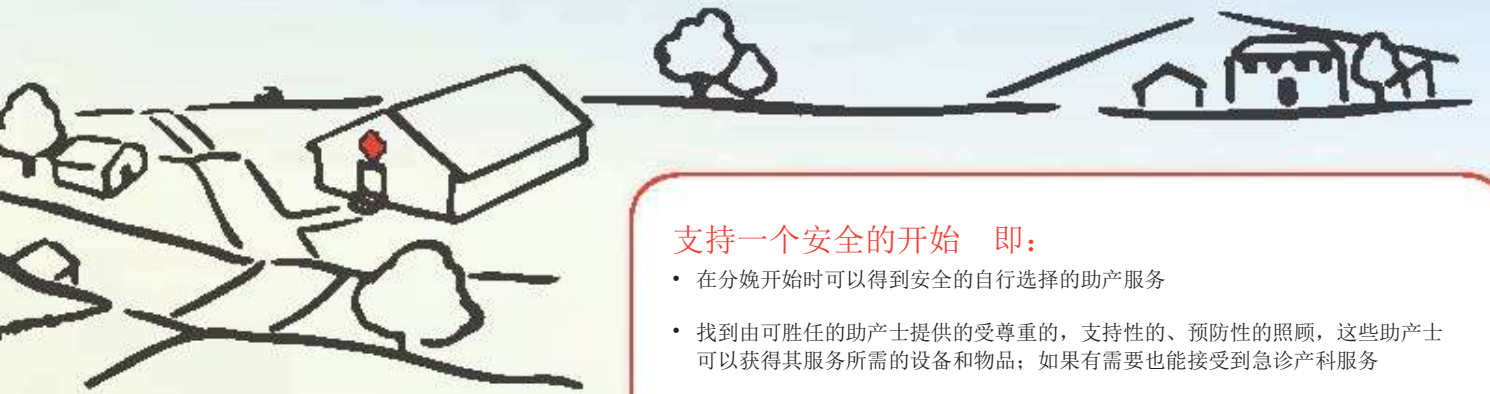 支持一个安全的开始　即：
• 在分娩开始时可以得到安全的自行选择的助产服务
• 找到由可胜任的助产士提供的受尊重的，支持性的、预防性的照顾，这些助产士
可以获得其服务所需的设备和物品；如果有需要也能接受到急诊产科服务